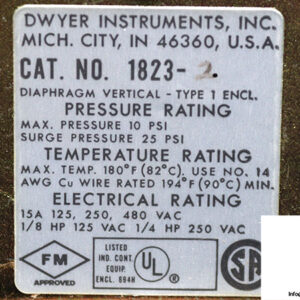 DWYER INSTRUMENTS, INC.
MICH. CITY, IN 46360, U.S.A.
CAT. NO. 1823-2
DIAPHRAGM VERTICAL - TYPE 1 ENCL.
PRESSURE RATING
MAX. PRESSURE 10 PSI
SURGE PRESSURE 25 PSI
TEMPERATURE RATING
MAX. TEMP. 180°F (82°C). USE NO. 14
AWG Cu WIRE RATED 194°F (90°C) MIN.
ELECTRICAL RATING
15A 125, 250, 480 VAC
1/8 HP 125 VAC 1/4 HP 250 VAC
FM
APPROVED
LISTED
IND. CONT.
EQUIP.
ENCL. 694H
UL
SA